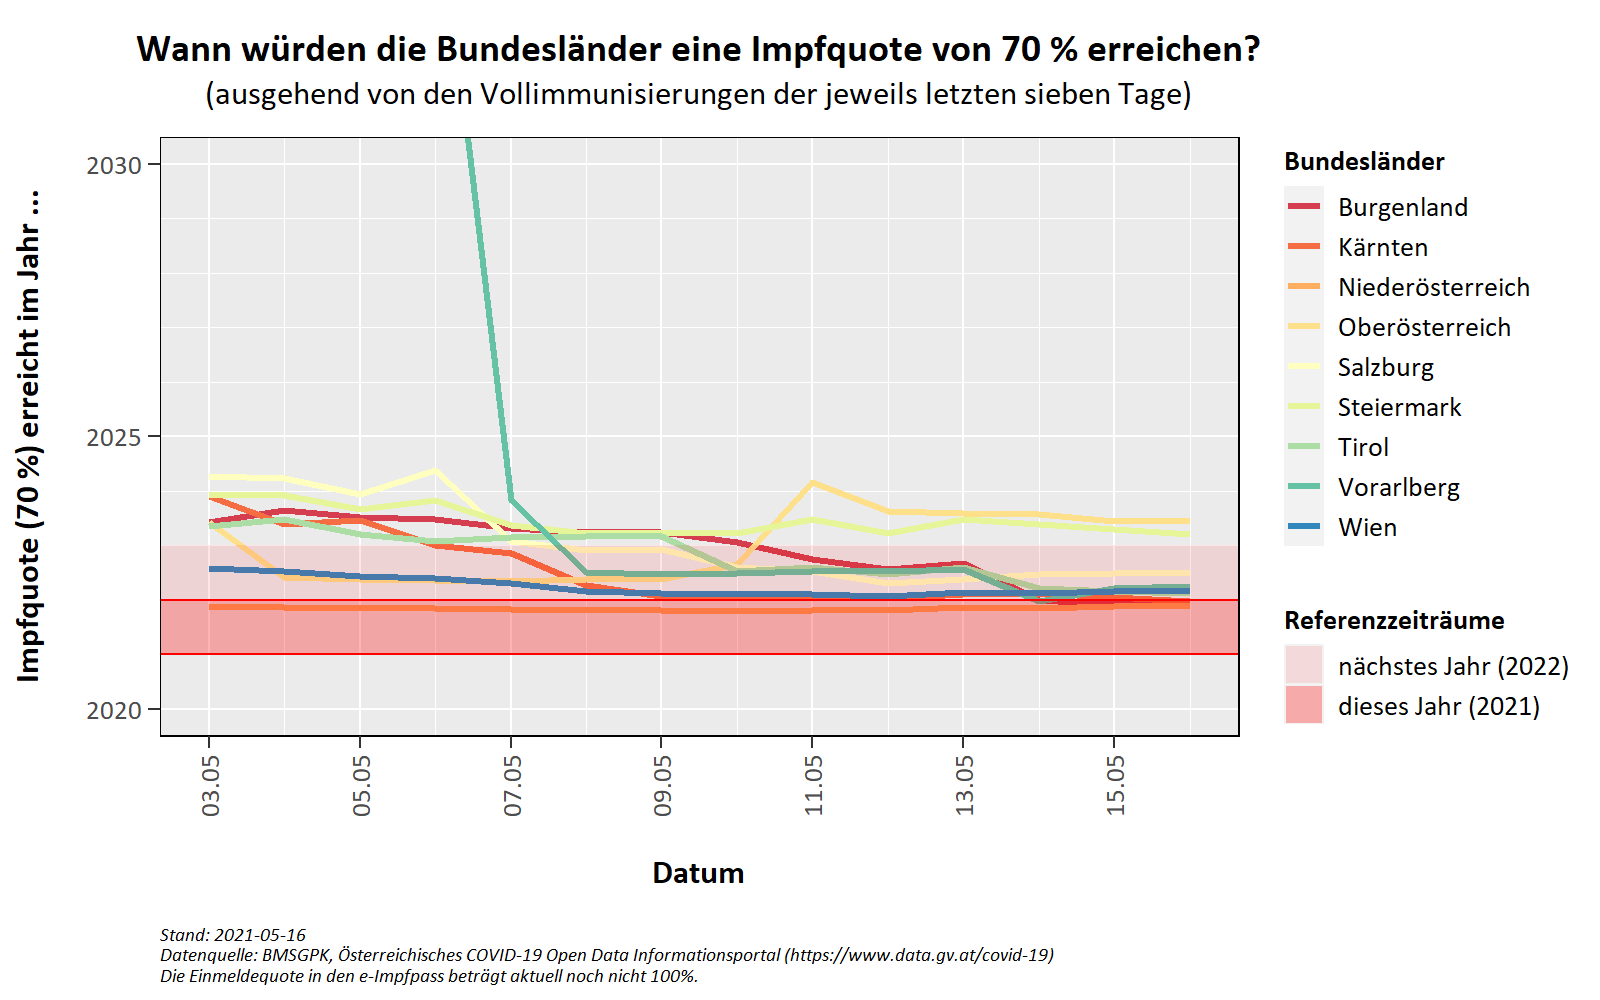 Wann würden die Bundesländer eine Impfquote von 70 % erreichen?
(ausgehend von den Vollimmunisierungen der jeweils letzten sieben Tage)
Impfquote (70 %) erreicht im Jahr ...
2030
2025
2020
03.05
05.05
07.05
09.05
11.05
13.05
15.05
Datum
Bundesländer
Burgenland
Kärnten
Niederösterreich
Oberösterreich
Salzburg
Steiermark
Tirol
Vorarlberg
Wien
Referenzzeiträume
nächstes Jahr (2022)
dieses Jahr (2021)
Stand: 2021-05-16
Datenquelle: BMSGPK, Österreichisches COVID-19 Open Data Informationsportal (https://www.data.gv.at/covid-19)
Die Einmeldequote in den e-Impfpass beträgt aktuell noch nicht 100%.